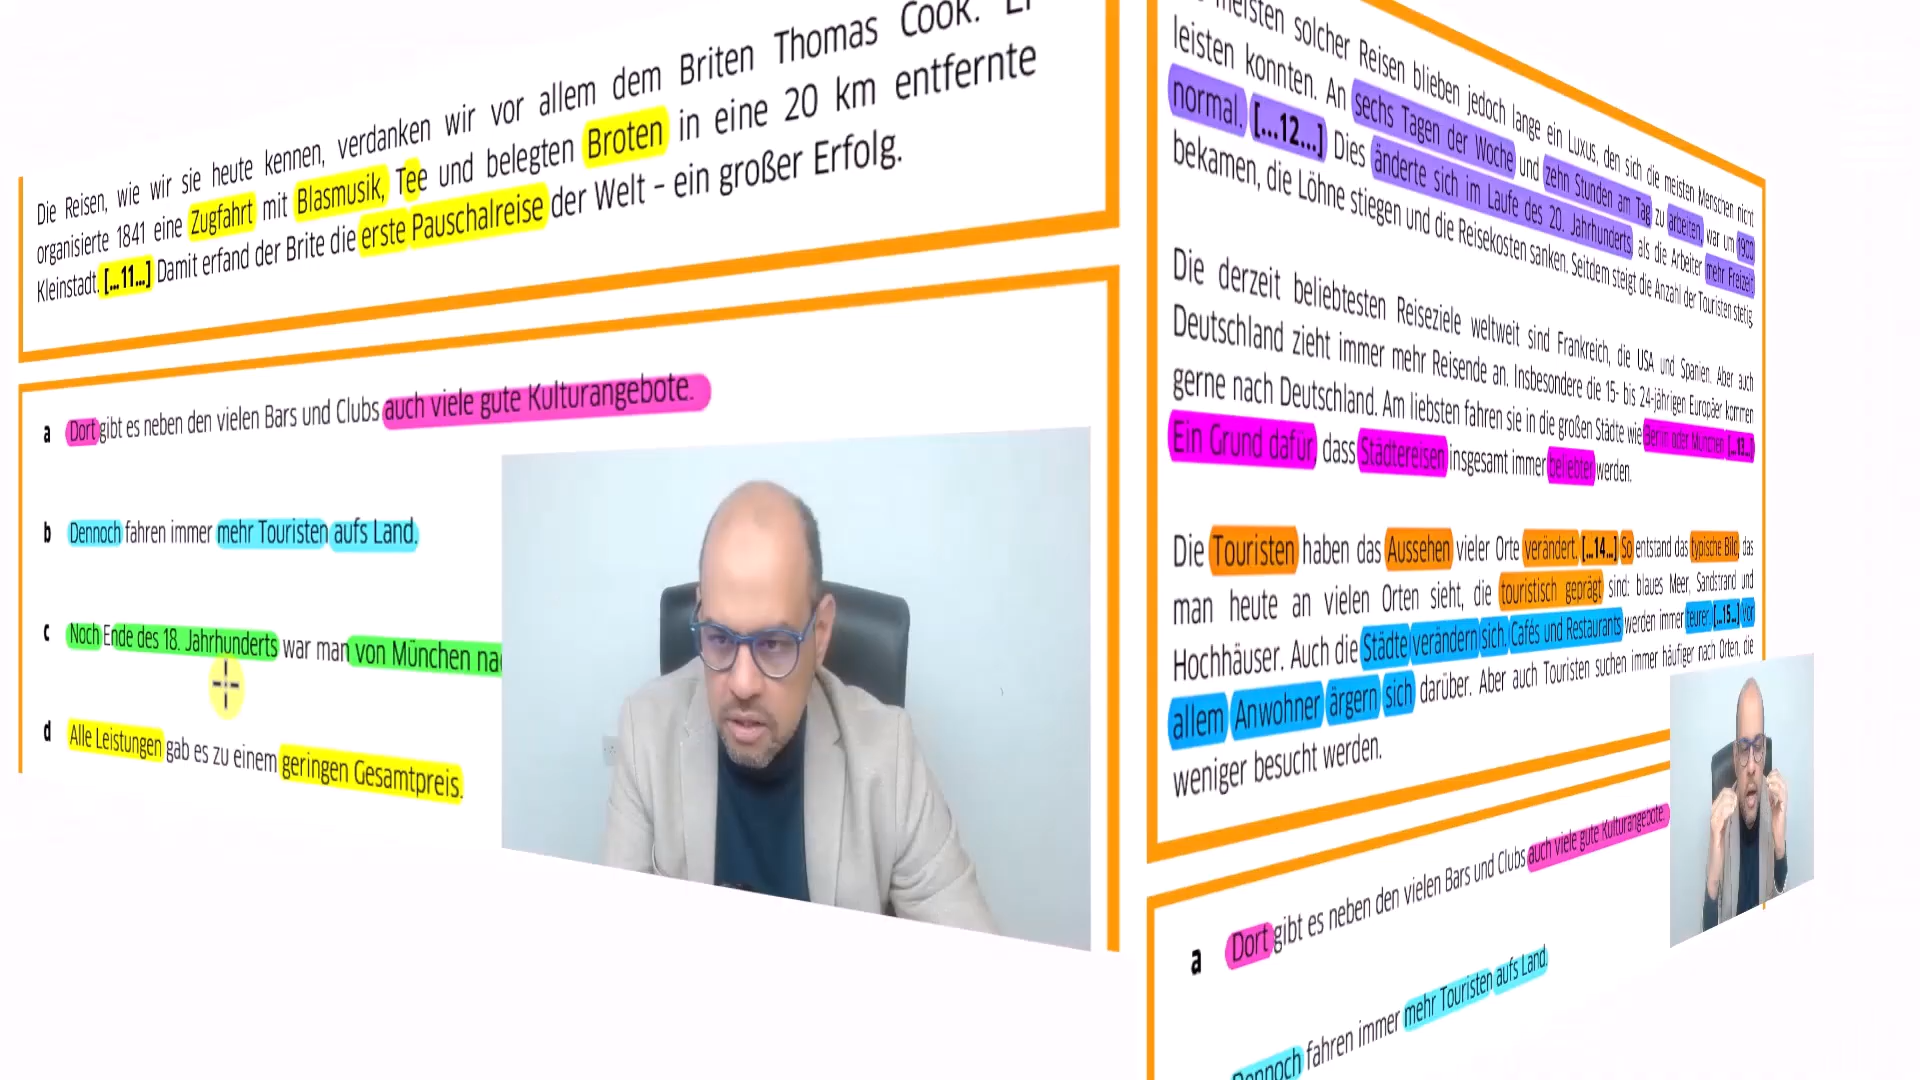 Die Reisen, wie wir sie heute kennen, verdanken wir vor allem dem Briten Thomas Cook. Er
organisierte 1841 eine Zugfahrt mit Blasmusik, Tee und belegten Broten in eine 20 km entfernte
Kleinstadt. [...11...] Damit erfand der Brite die erste Pauschalreise der Welt – ein großer Erfolg.
a Dort gibt es neben den vielen Bars und Clubs auch viele gute Kulturangebote.
b Dennoch fahren immer mehr Touristen aufs Land.
c Noch Ende des 18. Jahrhunderts war man von München na
d Alle Leistungen gab es zu einem geringen Gesamtpreis.
meisten solcher Reisen blieben jedoch lange ein Luxus, den sich die meisten Menschen nicht
leisten konnten. An sechs Tagen der Woche und zehn Stunden am Tag zu arbeiten, war um 1900
normal. [...12...] Dies änderte sich im Laufe des 20. Jahrhunderts als die Arbeiter mehr Freizeit
bekamen, die Löhne stiegen und die Reisekosten sanken. Seitdem steigt die Anzahl der Touristen stetig.
Die derzeit beliebtesten Reiseziele weltweit sind Frankreich, die USA und Spanien. Aber auch
Deutschland zieht immer mehr Reisende an. Insbesondere die 15- bis 24-jährigen Europäer kommen
gerne nach Deutschland. Am liebsten fahren sie in die großen Städte wie Berlin oder München [...13...]
Ein Grund dafür, dass Städtereisen insgesamt immer beliebter werden.
Die Touristen haben das Aussehen vieler Orte verändert. [...14...] So entstand das typische Bild, das
man heute an vielen Orten sieht, die touristisch geprägt sind: blaues Meer, Sandstrand und
Hochhäuser. Auch die Städte verändern sich. Cafés und Restaurants werden immer teurer. [...15...] Vor
allem Anwohner ärgern sich darüber. Aber auch Touristen suchen immer häufiger nach Orten, die
weniger besucht werden.
a Dort gibt es neben den vielen Bars und Clubs auch viele gute Kulturangebote.
Dennoch fahren immer mehr Touristen aufs Land.